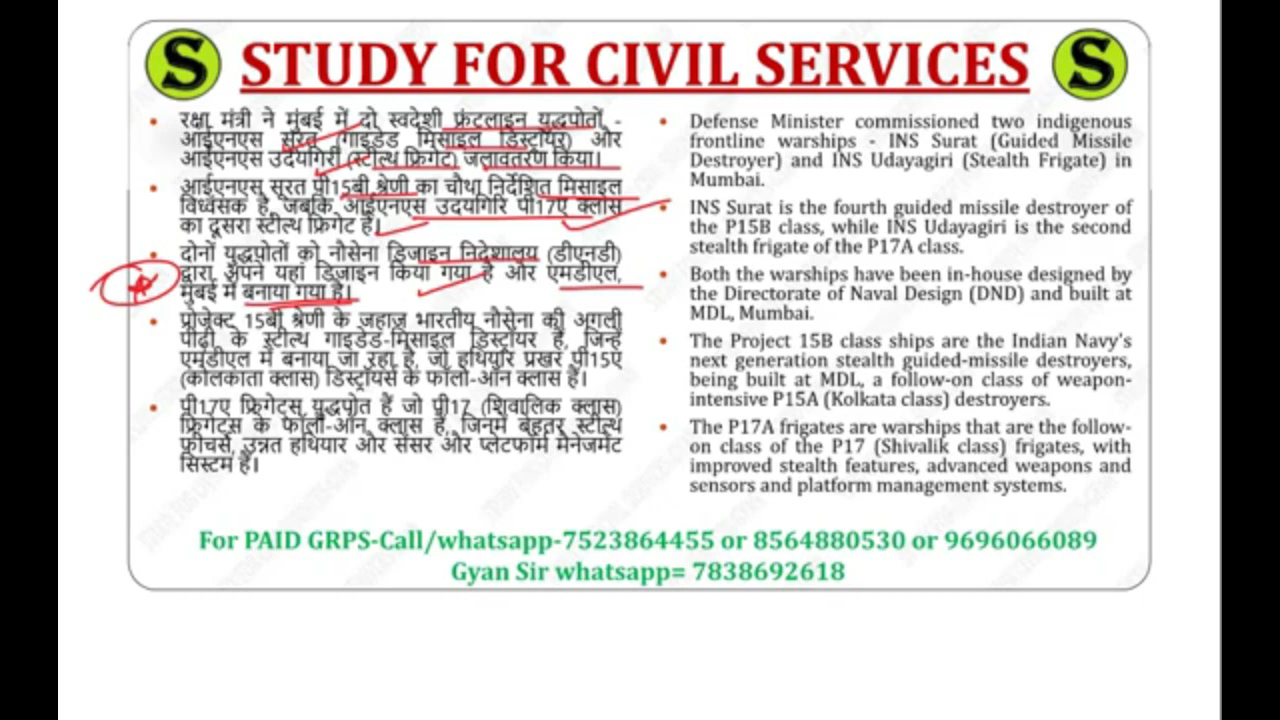 S STUDY FOR CIVIL SERVICES S
• रक्षा मंत्री ने मुंबई में दो स्वदेशी फ्रंटलाइन युद्धपोतों -
आईएनएस सूरत (गाइडेड मिसाइल डिस्ट्रॉयर) और
आईएनएस उदयगिरी (स्टील्थ फ्रिगेट) जलावतरण किया।
• आईएनएस सूरत पी15बी श्रेणी का चौथा निर्देशित मिसाइल
विध्वंसक है, जबकि आईएनएस उदयगिरि पी17ए क्लास
का दूसरा स्टील्थ फ्रिगेट है।
• दोनों युद्धपोतों को नौसेना डिजाइन निदेशालय (डीएनडी)
द्वारा अपने यहां डिजाइन किया गया है और एमडीएल,
मुंबई में बनाया गया है।
• प्रोजेक्ट 15बी श्रेणी के जहाज भारतीय नौसेना की अगली
पीढ़ी के स्टील्थ गाइडेड-मिसाइल डिस्ट्रॉयर हैं, जिन्हें
एमडीएल में बनाया जा रहा है, जो हथियार प्रखर पी15ए
(कोलकाता क्लास) डिस्ट्रॉयर्स के फॉलो-ऑन क्लास हैं।
• पी17ए फ्रिगेट्स युद्धपोत हैं जो पी17 (शिवालिक क्लास)
फ्रिगेट्स के फॉलो-ऑन क्लास हैं, जिनमें बेहतर स्टील्थ
फीचर्स, उन्नत हथियार और सेंसर और प्लेटफॉर्म मैनेजमेंट
सिस्टम हैं।
• Defense Minister commissioned two indigenous
frontline warships - INS Surat (Guided Missile
Destroyer) and INS Udayagiri (Stealth Frigate) in
Mumbai.
• INS Surat is the fourth guided missile destroyer of
the P15B class, while INS Udayagiri is the second
stealth frigate of the P17A class.
• Both the warships have been in-house designed by
the Directorate of Naval Design (DND) and built at
MDL, Mumbai.
• The Project 15B class ships are the Indian Navy's
next generation stealth guided-missile destroyers,
being built at MDL, a follow-on class of weapon-
intensive P15A (Kolkata class) destroyers.
• The P17A frigates are warships that are the follow-
on class of the P17 (Shivalik class) frigates, with
improved stealth features, advanced weapons and
sensors and platform management systems.
For PAID GRPS-Call/whatsapp-7523864455 or 8564880530 or 9696066089
Gyan Sir whatsapp= 7838692618